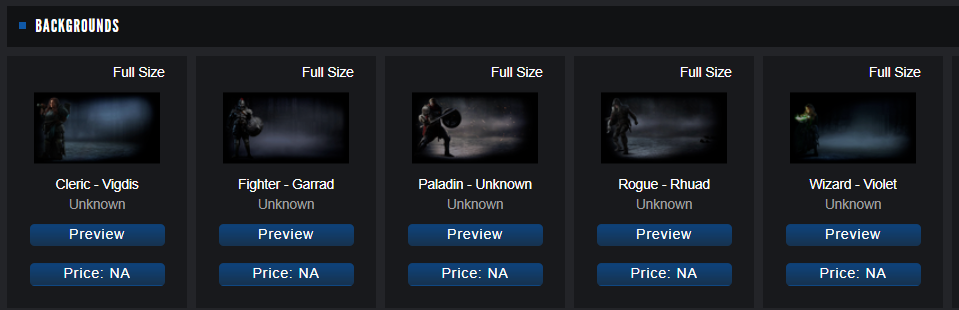 BACKGROUNDS
Full Size
Cleric - Vigdis
Unknown
Preview
Price: NA
Full Size
Fighter - Garrad
Unknown
Preview
Price: NA
Full Size
Paladin - Unknown
Unknown
Preview
Price: NA
Full Size
Rogue - Rhuad
Unknown
Preview
Price: NA
Full Size
Wizard - Violet
Unknown
Preview
Price: NA